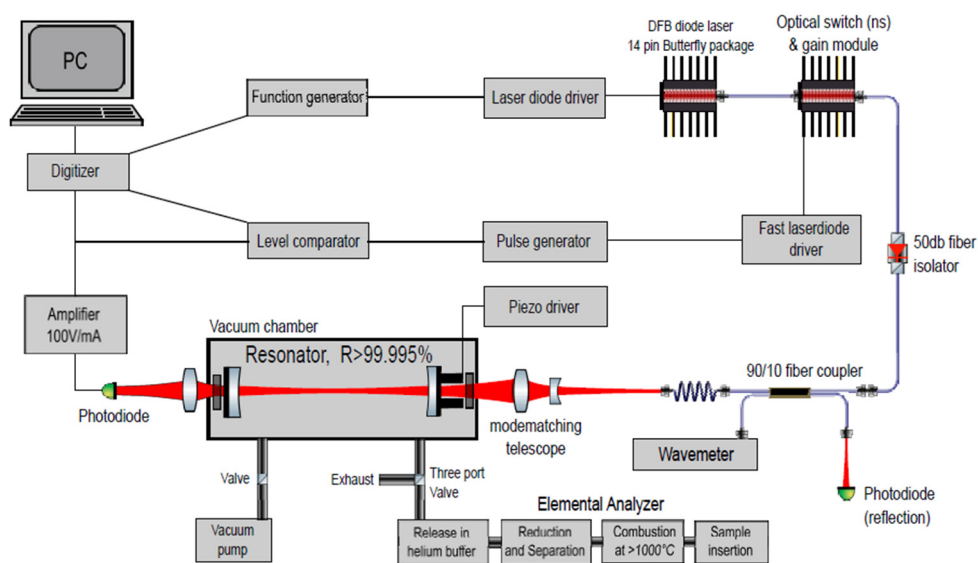 PC
Function generator
Laser diode driver
DFB diode laser
14 pin Butterfly package
Optical switch (ns)
& gain module
Digitizer
Level comparator
Pulse generator
Fast laserdiode
driver
50db fiber
isolator
Amplifier
100V/mA
Piezo driver
Vacuum chamber
Resonator, R>99.995%
90/10 fiber coupler
Photodiode
modematching
telescope
Wavemeter
Photodiode
(reflection)
Valve
Exhaust
Three port
Valve
Elemental Analyzer
Vacuum
pump
Release in
helium buffer
Reduction
and Separation
Combustion
at >1000°C
Sample
insertion